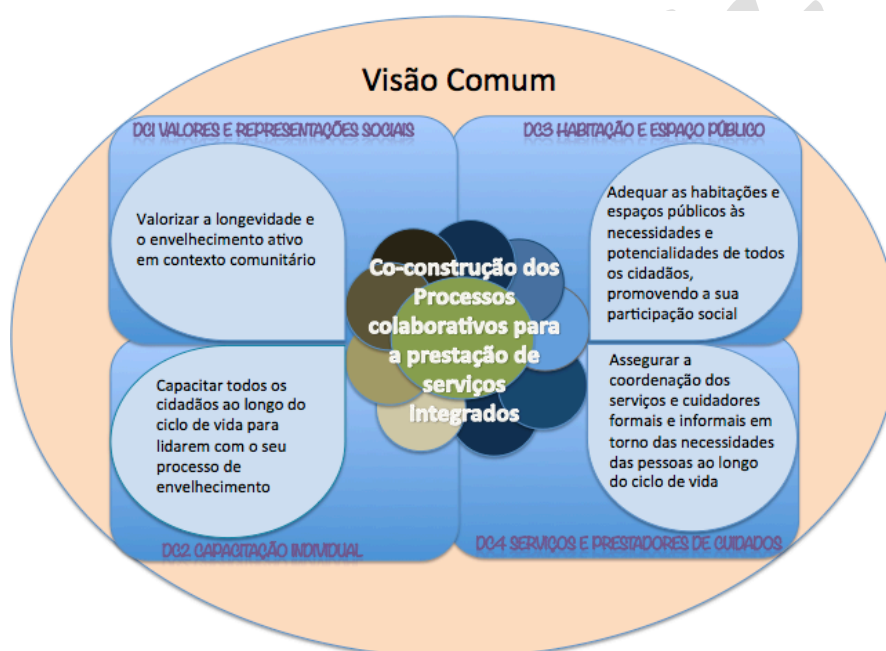 Visão Comum
DC1 VALORES E REPRESENTAÇÕES SOCIAIS
Valorizar a longevidade e
o envelhecimento ativo
em contexto comunitário
DC3 HABITAÇÃO E ESPAÇO PÚBLICO
Adequar as habitações e
espaços públicos às
necessidades e
potencialidades de todos
os cidadãos,
promovendo a sua
participação social
Co-construção dos
Processos
colaborativos para
a prestação de
serviços
integrados
Capacitar todos os
cidadãos ao longo do
ciclo de vida para
lidarem com o seu
processo de
envelhecimento
DC2 CAPACITAÇÃO INDIVIDUAL
Assegurar a
coordenação dos
serviços e cuidadores
formais e informais em
torno das necessidades
das pessoas ao longo
do ciclo de vida
DC4 SERVIÇOS E PRESTADORES DE CUIDADOS